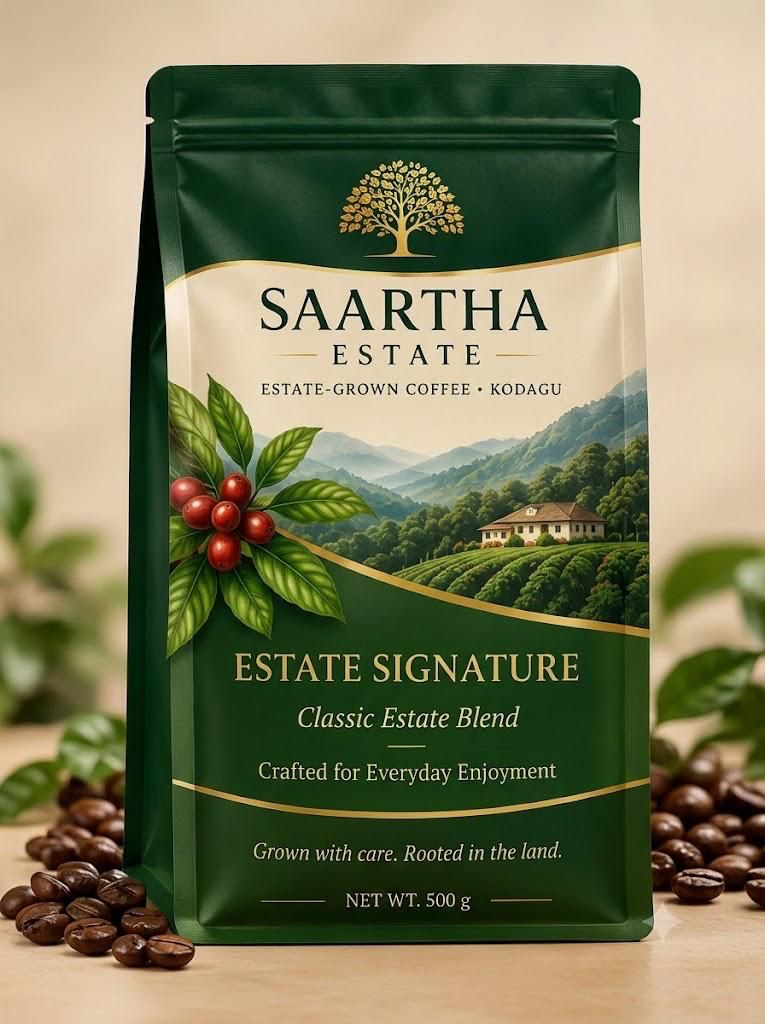 SAARTHA
ESTATE
ESTATE-GROWN COFFEE • KODAGU
ESTATE SIGNATURE
Classic Estate Blend
Crafted for Everyday Enjoyment
Grown with care. Rooted in the land.
NET WT. 500 g